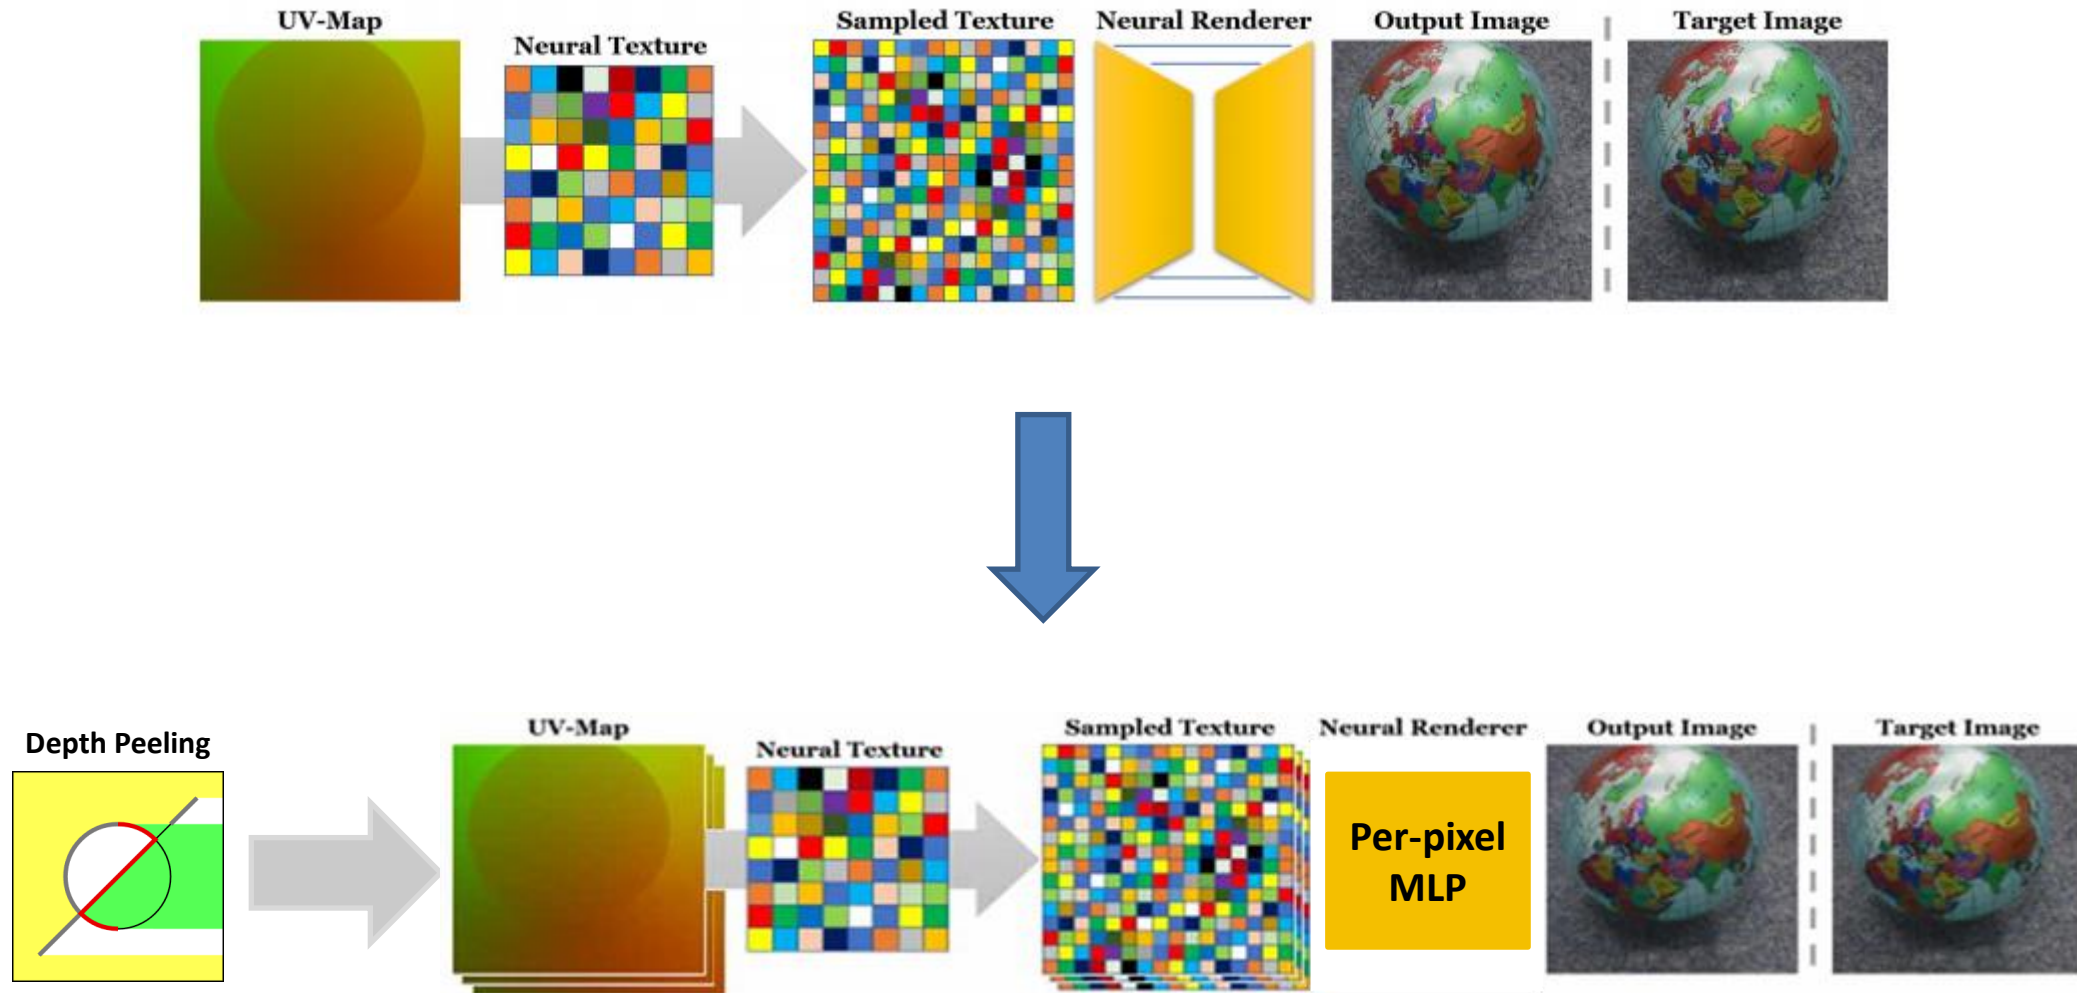 UV-Map
Neural Texture
Sampled Texture
Neural Renderer
Output Image
Target Image
Depth Peeling
UV-Map
Neural Texture
Sampled Texture
Neural Renderer
Per-pixel
MLP
Output Image
Target Image